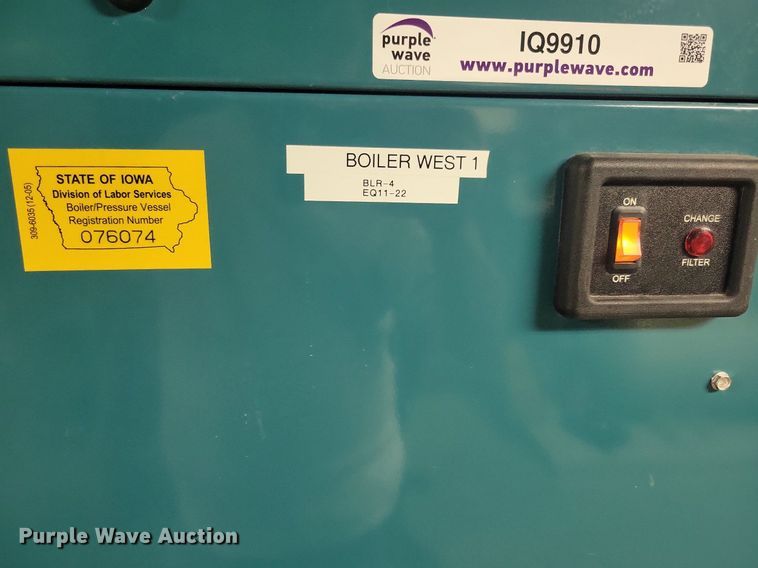 purple
wave
AUCTION
IQ9910
www.purplewave.com
309-6035 (12-05)
STATE OF IOWA
Division of Labor Services
Boiler/Pressure Vessel
Registration Number
076074
BOILER WEST 1
BLR-4
EQ11-22
ON
OFF
CHANGE
FILTER
Purple Wave Auction